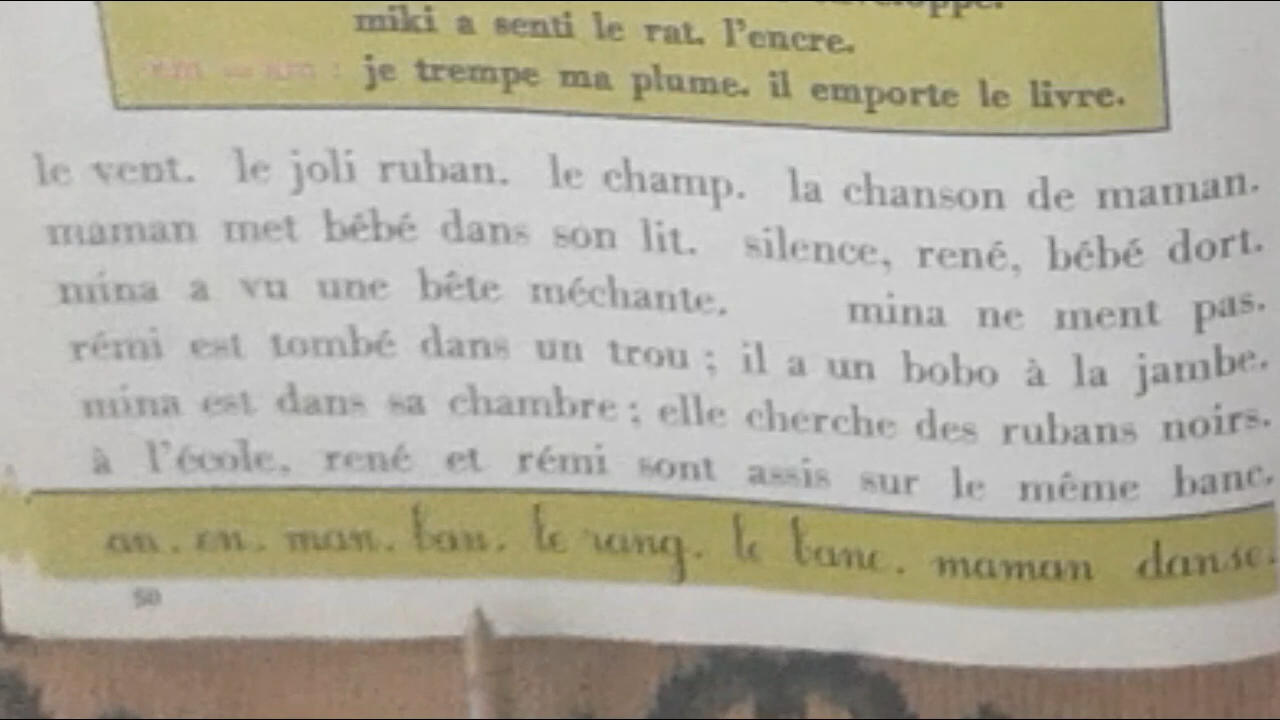 miki a senti le rat. l'encre.
em = am : je trempe ma plume. il emporte le livre.
le vent. le joli ruban. le champ. la chanson de maman.
maman met bébé dans son lit. silence, rené, bébé dort.
mina a vu une bête méchante. mina ne ment pas.
rémi est tombé dans un trou ; il a un bobo à la jambe.
mina est dans sa chambre ; elle cherche des rubans noirs.
à l'école, rené et rémi sont assis sur le même banc.
an. en. man. ban. le rang. le banc. maman danse.
50